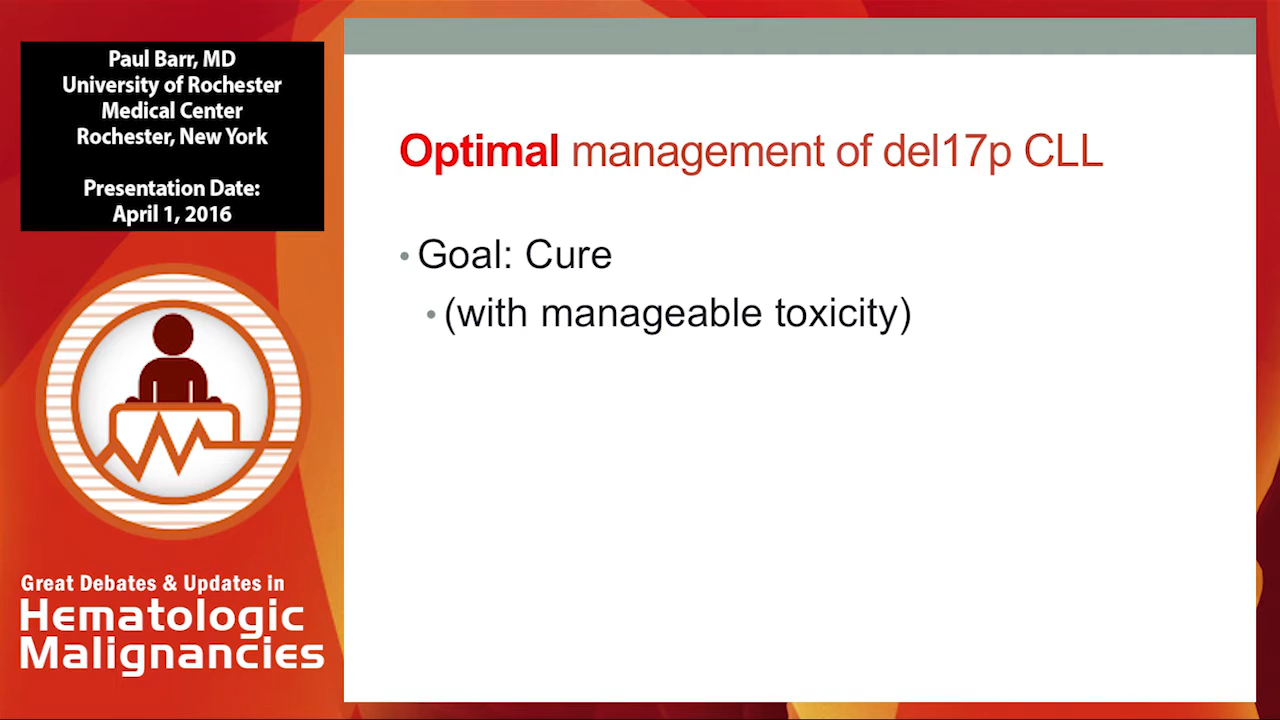 Paul Barr, MD
University of Rochester
Medical Center
Rochester, New York
Presentation Date:
April 1, 2016
Great Debates & Updates in
Hematologic
Malignancies
Optimal management of del17p CLL
• Goal: Cure
• (with manageable toxicity)